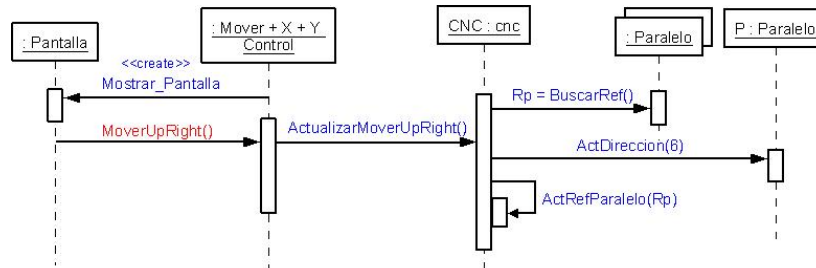 : Pantalla
: Mover + X + Y
Control
CNC : cnc
: Paralelo
P : Paralelo
<<create>>
Mostrar_Pantalla
Rp = BuscarRef()
MoverUpRight()
ActualizarMoverUpRight()
ActDireccion(6)
ActRefParalelo(Rp)